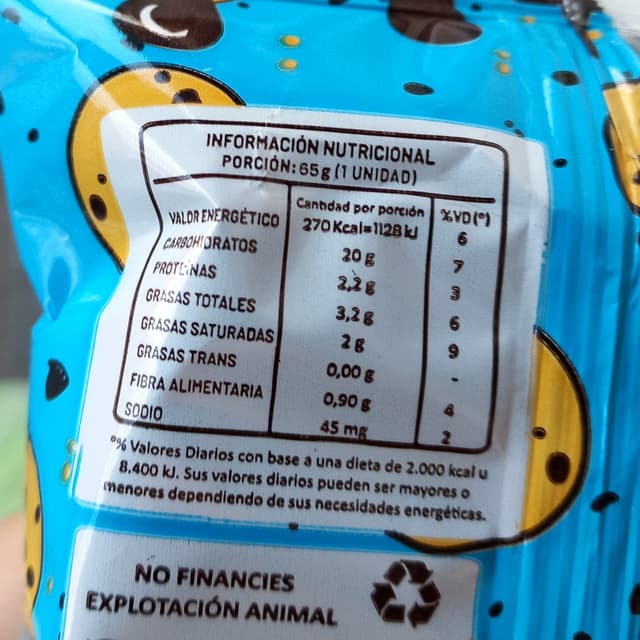 INFORMACIÓN NUTRICIONAL
PORCIÓN: 65g (1 UNIDAD)
Cantidad por porción %VD(*)
VALOR ENERGÉTICO 270 Kcal=1128 kJ 6
CARBOHIDRATOS 20 g 7
PROTEÍNAS 2,2 g 3
GRASAS TOTALES 3,2 g 6
GRASAS SATURADAS 2 g 9
GRASAS TRANS 0,00 g -
FIBRA ALIMENTARIA 0,90 g 4
SODIO 45 mg 2
*% Valores Diarios con base a una dieta de 2.000 kcal u
8.400 kJ. Sus valores diarios pueden ser mayores o
menores dependiendo de sus necesidades energéticas.
NO FINANCIES
EXPLOTACIÓN ANIMAL